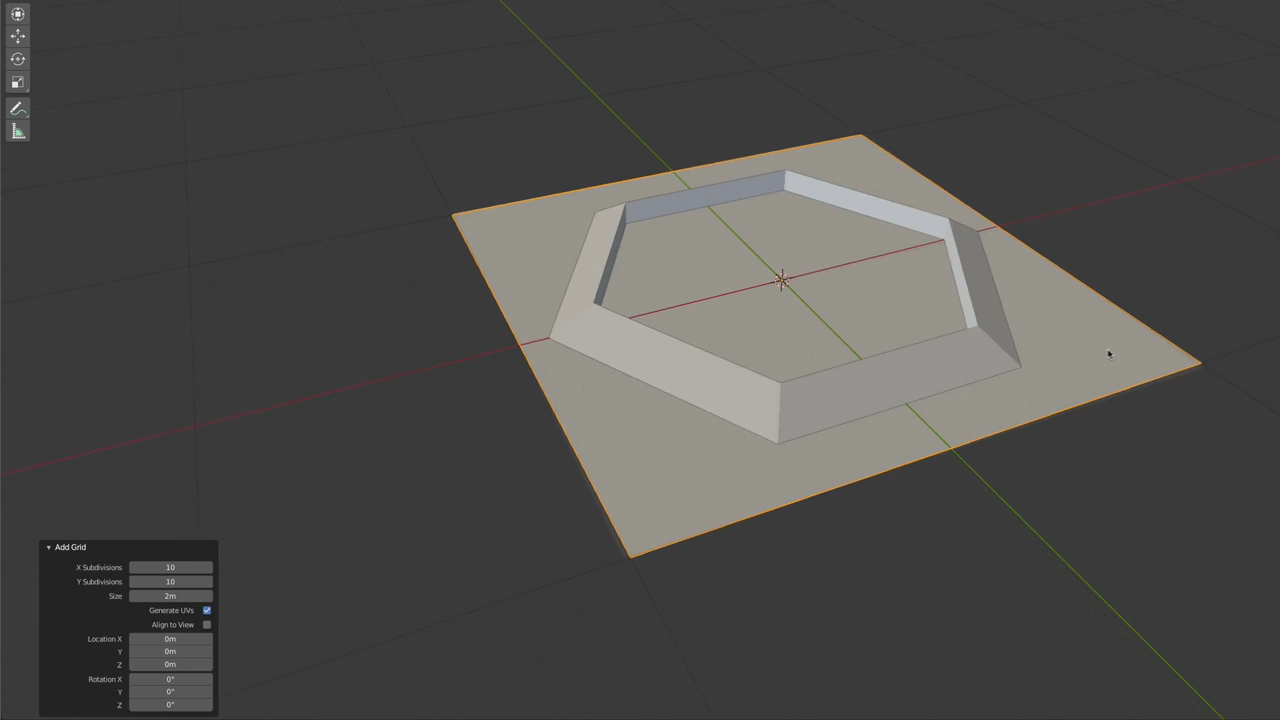 Add Grid
X Subdivisions 10
Y Subdivisions 10
Size 2m
Generate UVs
Align to View
Location X 0m
Y 0m
Z 0m
Rotation X 0°
Y 0°
Z 0°